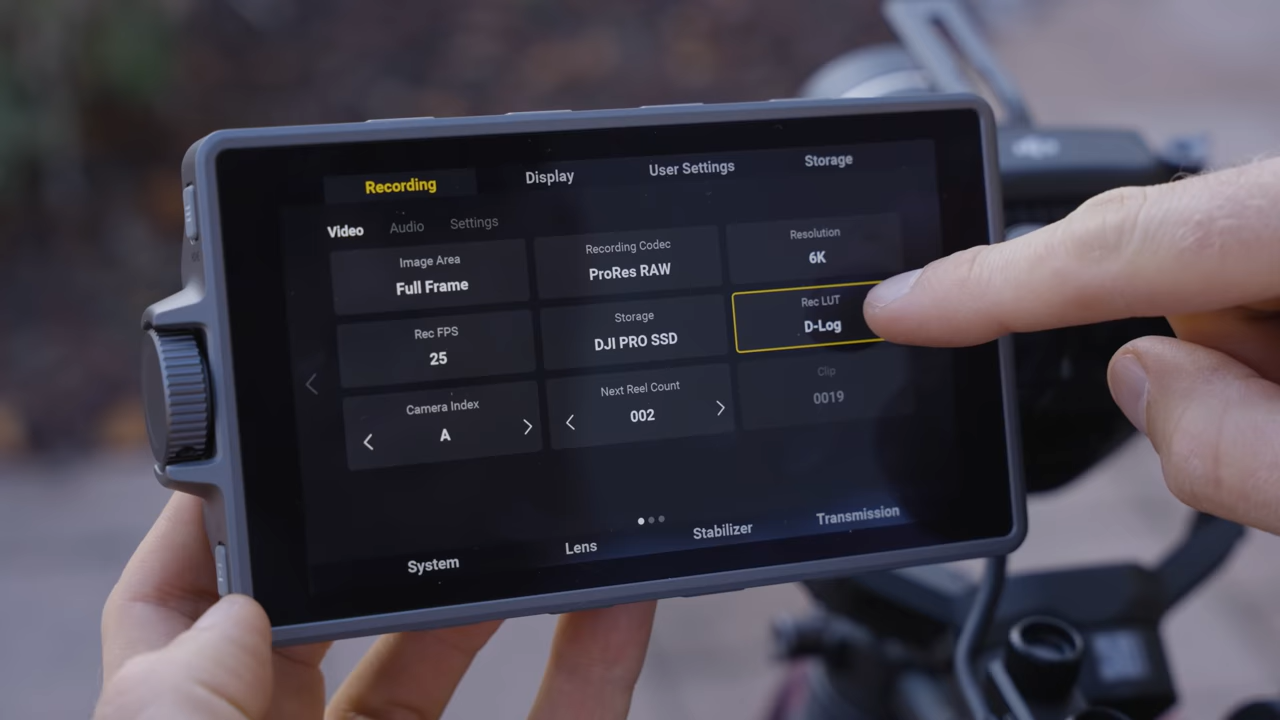 Recording
Display
User Settings
Storage
Video
Audio
Settings
Image Area
Full Frame
Recording Codec
ProRes RAW
Resolution
6K
Rec FPS
25
Storage
DJI PRO SSD
Rec LUT
D-Log
Camera Index
A
Next Reel Count
002
Clip
0019
System
Lens
Stabilizer
Transmission
dji